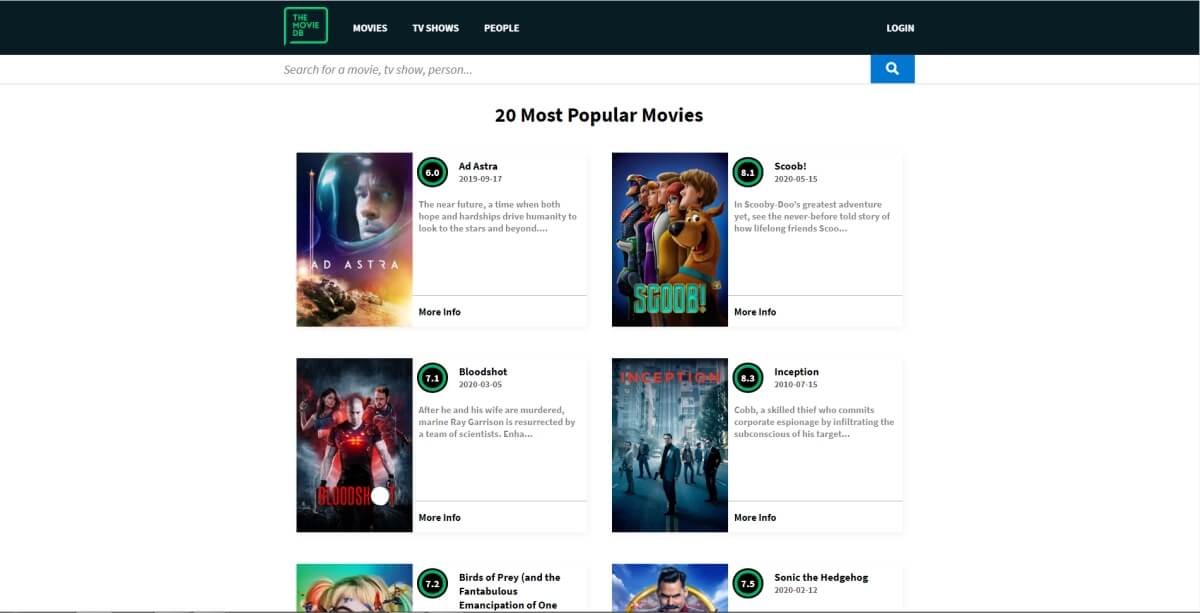 THE
MOVIE
DB
MOVIES TV SHOWS PEOPLE LOGIN
Search for a movie, tv show, person...
20 Most Popular Movies
AD ASTRA
6.0
Ad Astra
2019-09-17
The near future, a time when both
hope and hardships drive humanity to
look to the stars and beyond....
More Info
SCOOB!
8.1
Scoob!
2020-05-15
In Scooby-Doo's greatest adventure
yet, see the never-before told story of
how lifelong friends Scoo...
More Info
BLOODSHOT
7.1
Bloodshot
2020-03-05
After he and his wife are murdered,
marine Ray Garrison is resurrected by
a team of scientists. Enha...
More Info
INCEPTION
8.3
Inception
2010-07-15
Cobb, a skilled thief who commits
corporate espionage by infiltrating the
subconscious of his target...
More Info
7.2
Birds of Prey (and the
Fantabulous
Emancipation of One
7.5
Sonic the Hedgehog
2020-02-12